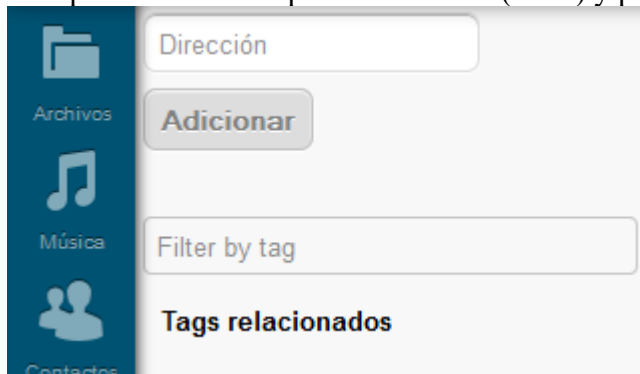 Archivos
Música
Contactos
Dirección
Adicionar
Filter by tag
Tags relacionados